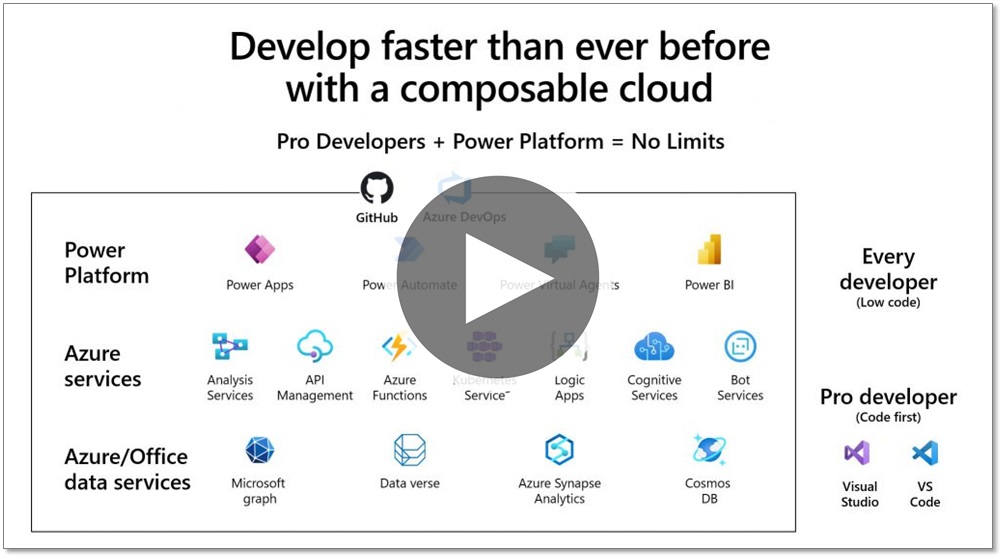 Develop faster than ever before
with a composable cloud
Pro Developers + Power Platform = No Limits
GitHub
Azure DevOps
Power
Platform
Power Apps
Power Automate
Power Virtual Agents
Power BI
Every
developer
(Low code)
Azure
services
Analysis
Services
API
Management
Azure
Functions
Kubernetes
Service
Logic
Apps
Cognitive
Services
Bot
Services
Pro developer
(Code first)
Azure/Office
data services
Microsoft
graph
Data verse
Azure Synapse
Analytics
Cosmos
DB
Visual
Studio
VS
Code